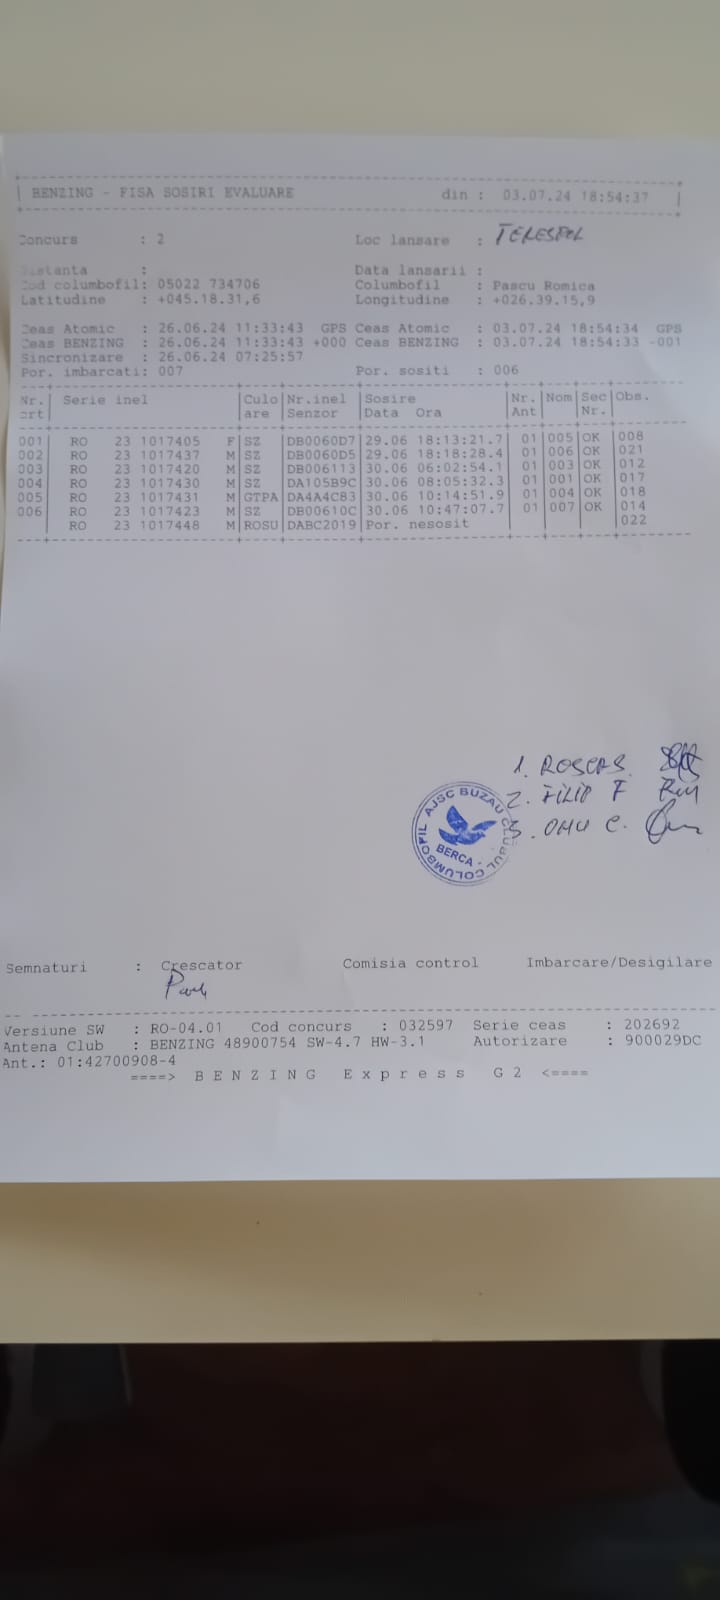 BENZING - FISA SOSIRI EVALUARE din : 03.07.24 18:54:37
Concurs : 2 Loc lansare : TERESPOL
Distanta : Data lansarii :
Cod columbofil: 05022 734706 Columbofil : Pascu Romica
Latitudine : +045.18.31,6 Longitudine : +026.39.15,9
Ceas Atomic : 26.06.24 11:33:43 GPS Ceas Atomic : 03.07.24 18:54:34 GPS
Ceas BENZING : 26.06.24 11:33:43 +000 Ceas BENZING : 03.07.24 18:54:33 -001
Sincronizare : 26.06.24 07:25:57
Por. imbarcati: 007 Por. sositi : 006
Nr. Serie inel Culo Nr.inel Sosire Nr. Nom Sec Obs.
crt are Senzor Data Ora Ant Nr.
001 RO 23 1017405 F SZ DB0060D7 29.06 18:13:21.7 01 005 OK 008
002 RO 23 1017437 M SZ DB0060D5 29.06 18:18:28.4 01 006 OK 021
003 RO 23 1017420 M SZ DB006113 30.06 06:02:54.1 01 003 OK 012
004 RO 23 1017430 M SZ DA105B9C 30.06 08:05:32.3 01 001 OK 017
005 RO 23 1017431 M GTPA DA4A4C83 30.06 10:14:51.9 01 004 OK 018
006 RO 23 1017423 M SZ DB00610C 30.06 10:47:07.7 01 007 OK 014
RO 23 1017448 M ROSU DABC2019 Por. nesosit 022
1. ROSCAS
2. FILIP F
3. OMU C.
AJSC BUZAU CLUBUL COLUMBOFIL
BERCA
Semnaturi : Crescator Comisia control Imbarcare/Desigilare
Versiune SW : RO-04.01 Cod concurs : 032597 Serie ceas : 202692
Antena Club : BENZING 48900754 SW-4.7 HW-3.1 Autorizare : 900029DC
Ant.: 01:42700908-4
====> B E N Z I N G E x p r e s s G 2 <====